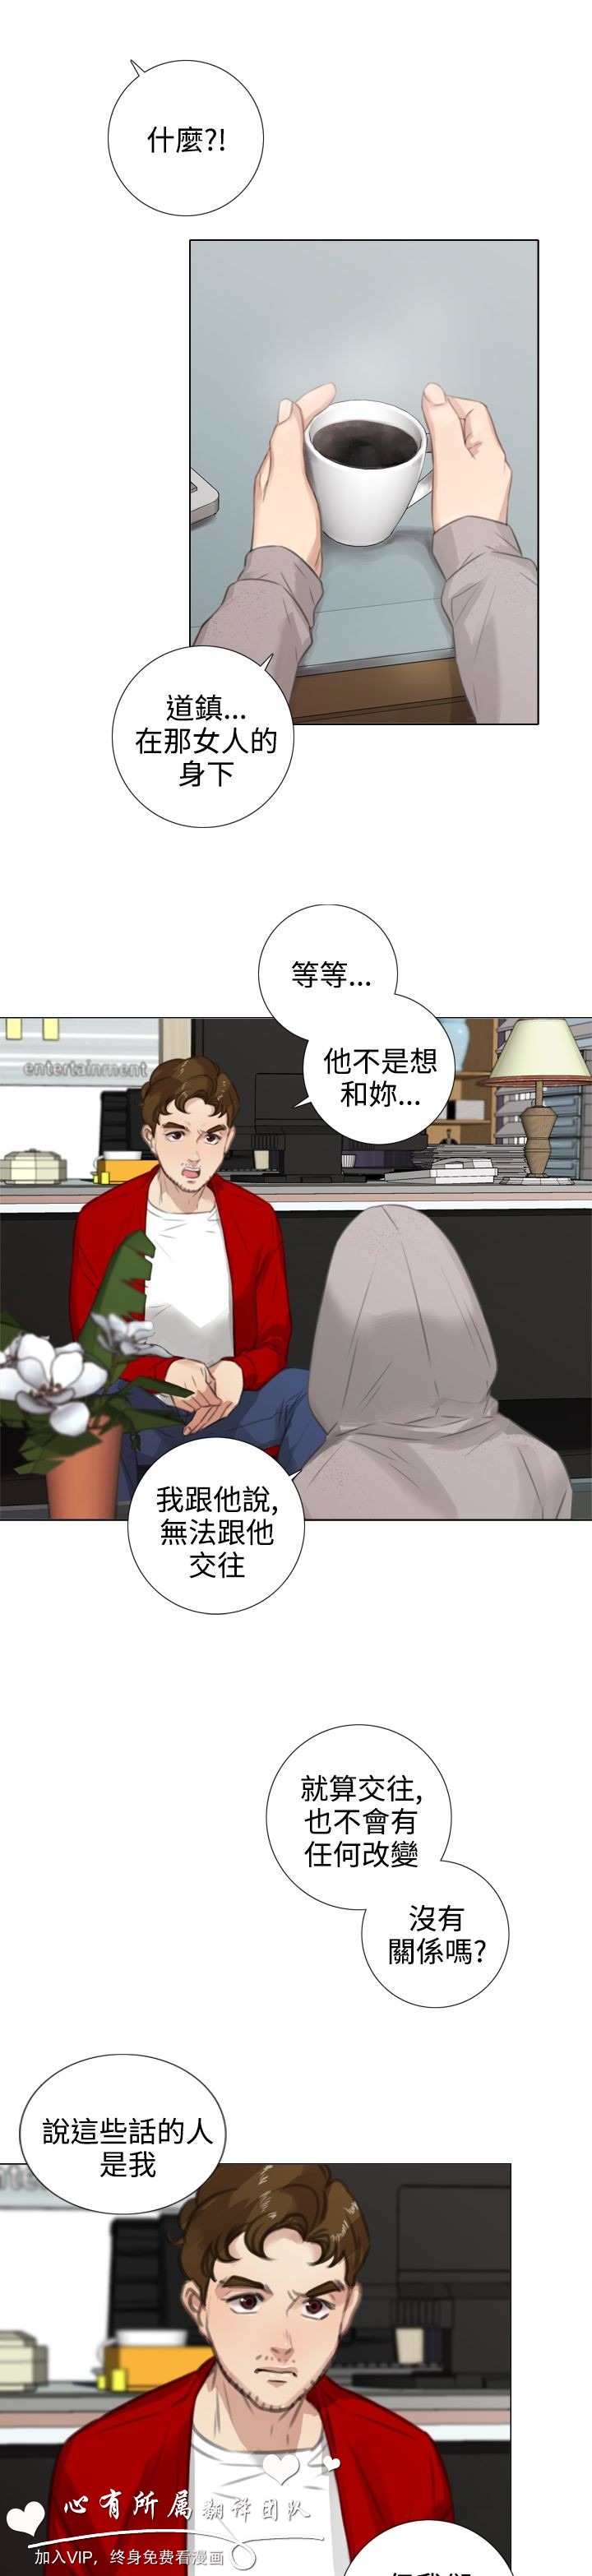 什麼?!
道鎮...
在那女人的
身下
等等...
他不是想
和妳...
entertainment
我跟他說,
無法跟他
交往
就算交往,
也不會有
任何改變
沒有
關係嗎?
說這些話的人
是我
心有所属翻译团队
加入VIP，终身免费看漫画